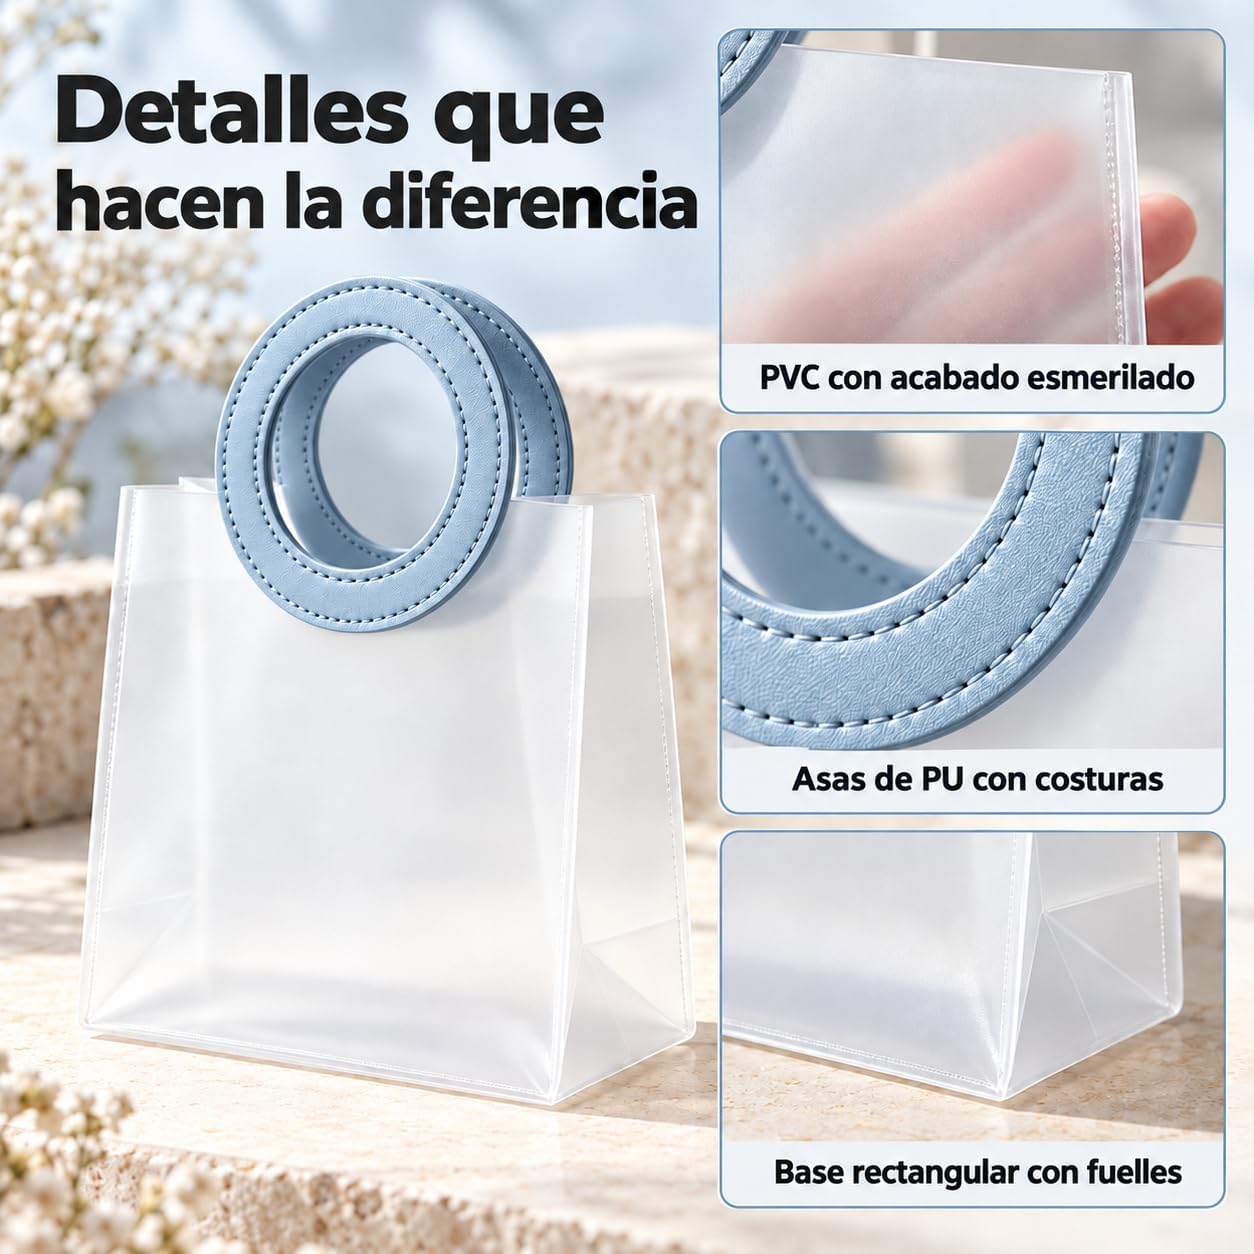 Detalles que
hacen la diferencia
PVC con acabado esmerilado
Asas de PU con costuras
Base rectangular con fuelles